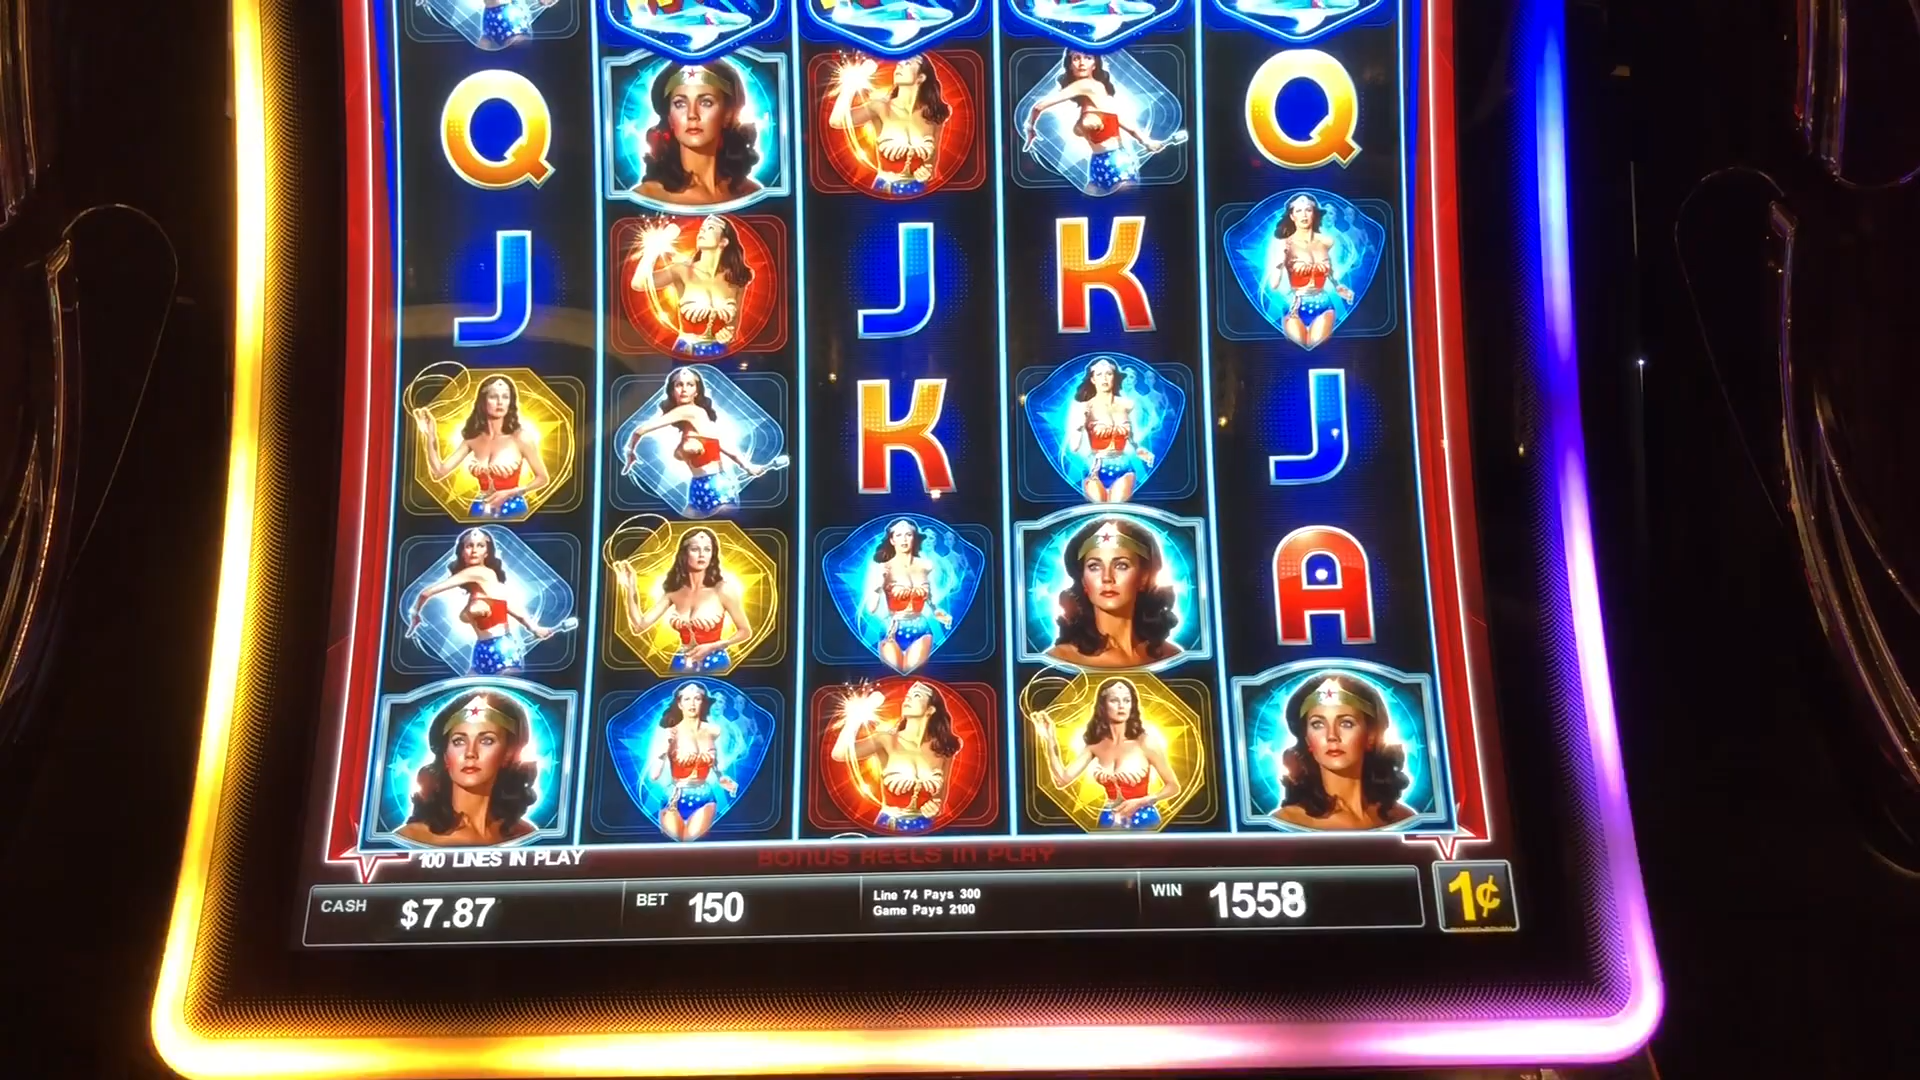 Q
Q
J
J
K
K
J
A
100 LINES IN PLAY
BONUS REELS IN PLAY
CASH $7.87
BET 150
Line 74 Pays 300
Game Pays 2100
WIN 1558
1¢